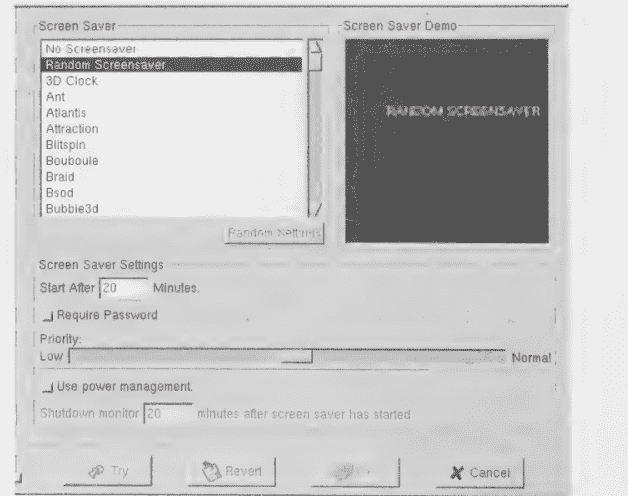 Screen Saver
Screen Saver Demo
No Screensaver
Random Screensaver
3D Clock
Ant
Atlantis
Attraction
Blitspin
Bouboule
Braid
Bsod
Bubble3d
RANDOM SCREENSAVER
Random Settings
Screen Saver Settings
Start After 20 Minutes.
Require Password
Priority:
Low Normal
Use power management.
Shutdown monitor 20 minutes after screen saver has started
Try Revert Cancel